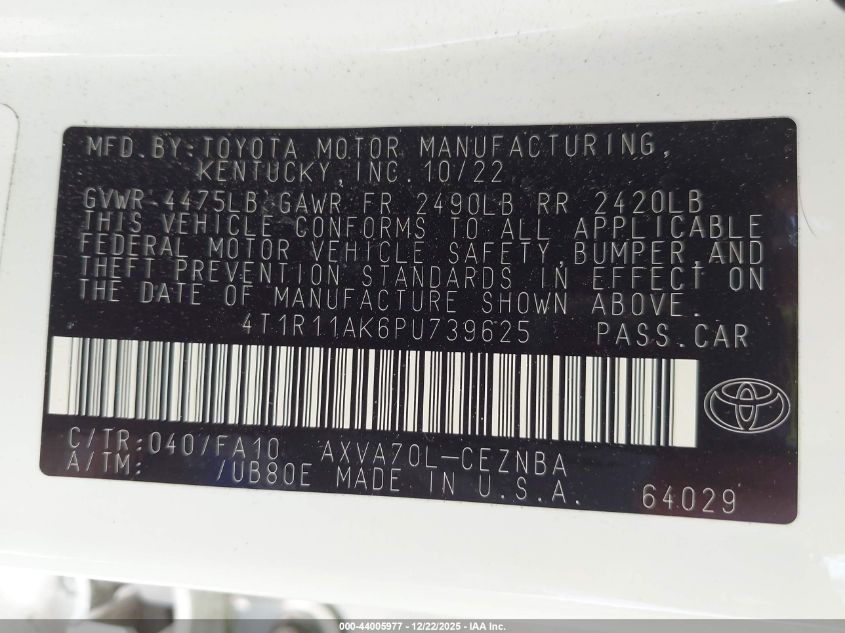 MFD.BY:TOYOTA MOTOR MANUFACTURING,
KENTUCKY,INC.10/22
GVWR 4475LB GAWR FR 2490LB RR 2420LB
THIS VEHICLE CONFORMS TO ALL APPLICABLE
FEDERAL MOTOR VEHICLE SAFETY,BUMPER,AND
THEFT PREVENTION STANDARDS IN EFFECT ON
THE DATE OF MANUFACTURE SHOWN ABOVE.
4T1R11AK6PU739625 PASS.CAR
C/TR:040/FA10 AXVA70L-CEZNBA
A/TM: /UB80E MADE IN U.S.A. 64029
000-44005977 - 12/22/2025 - IAA Inc.